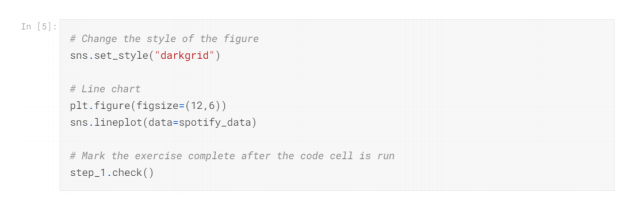 In [5]:
# Change the style of the figure
sns.set_style("darkgrid")
# Line chart
plt.figure(figsize=(12,6))
sns.lineplot(data=spotify_data)
# Mark the exercise complete after the code cell is run
step_1.check()